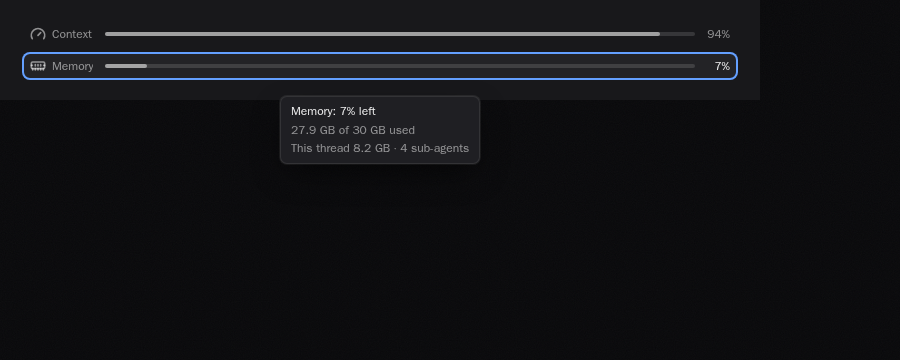 Context 94%
Memory 7%
Memory: 7% left
27.9 GB of 30 GB used
This thread 8.2 GB · 4 sub-agents